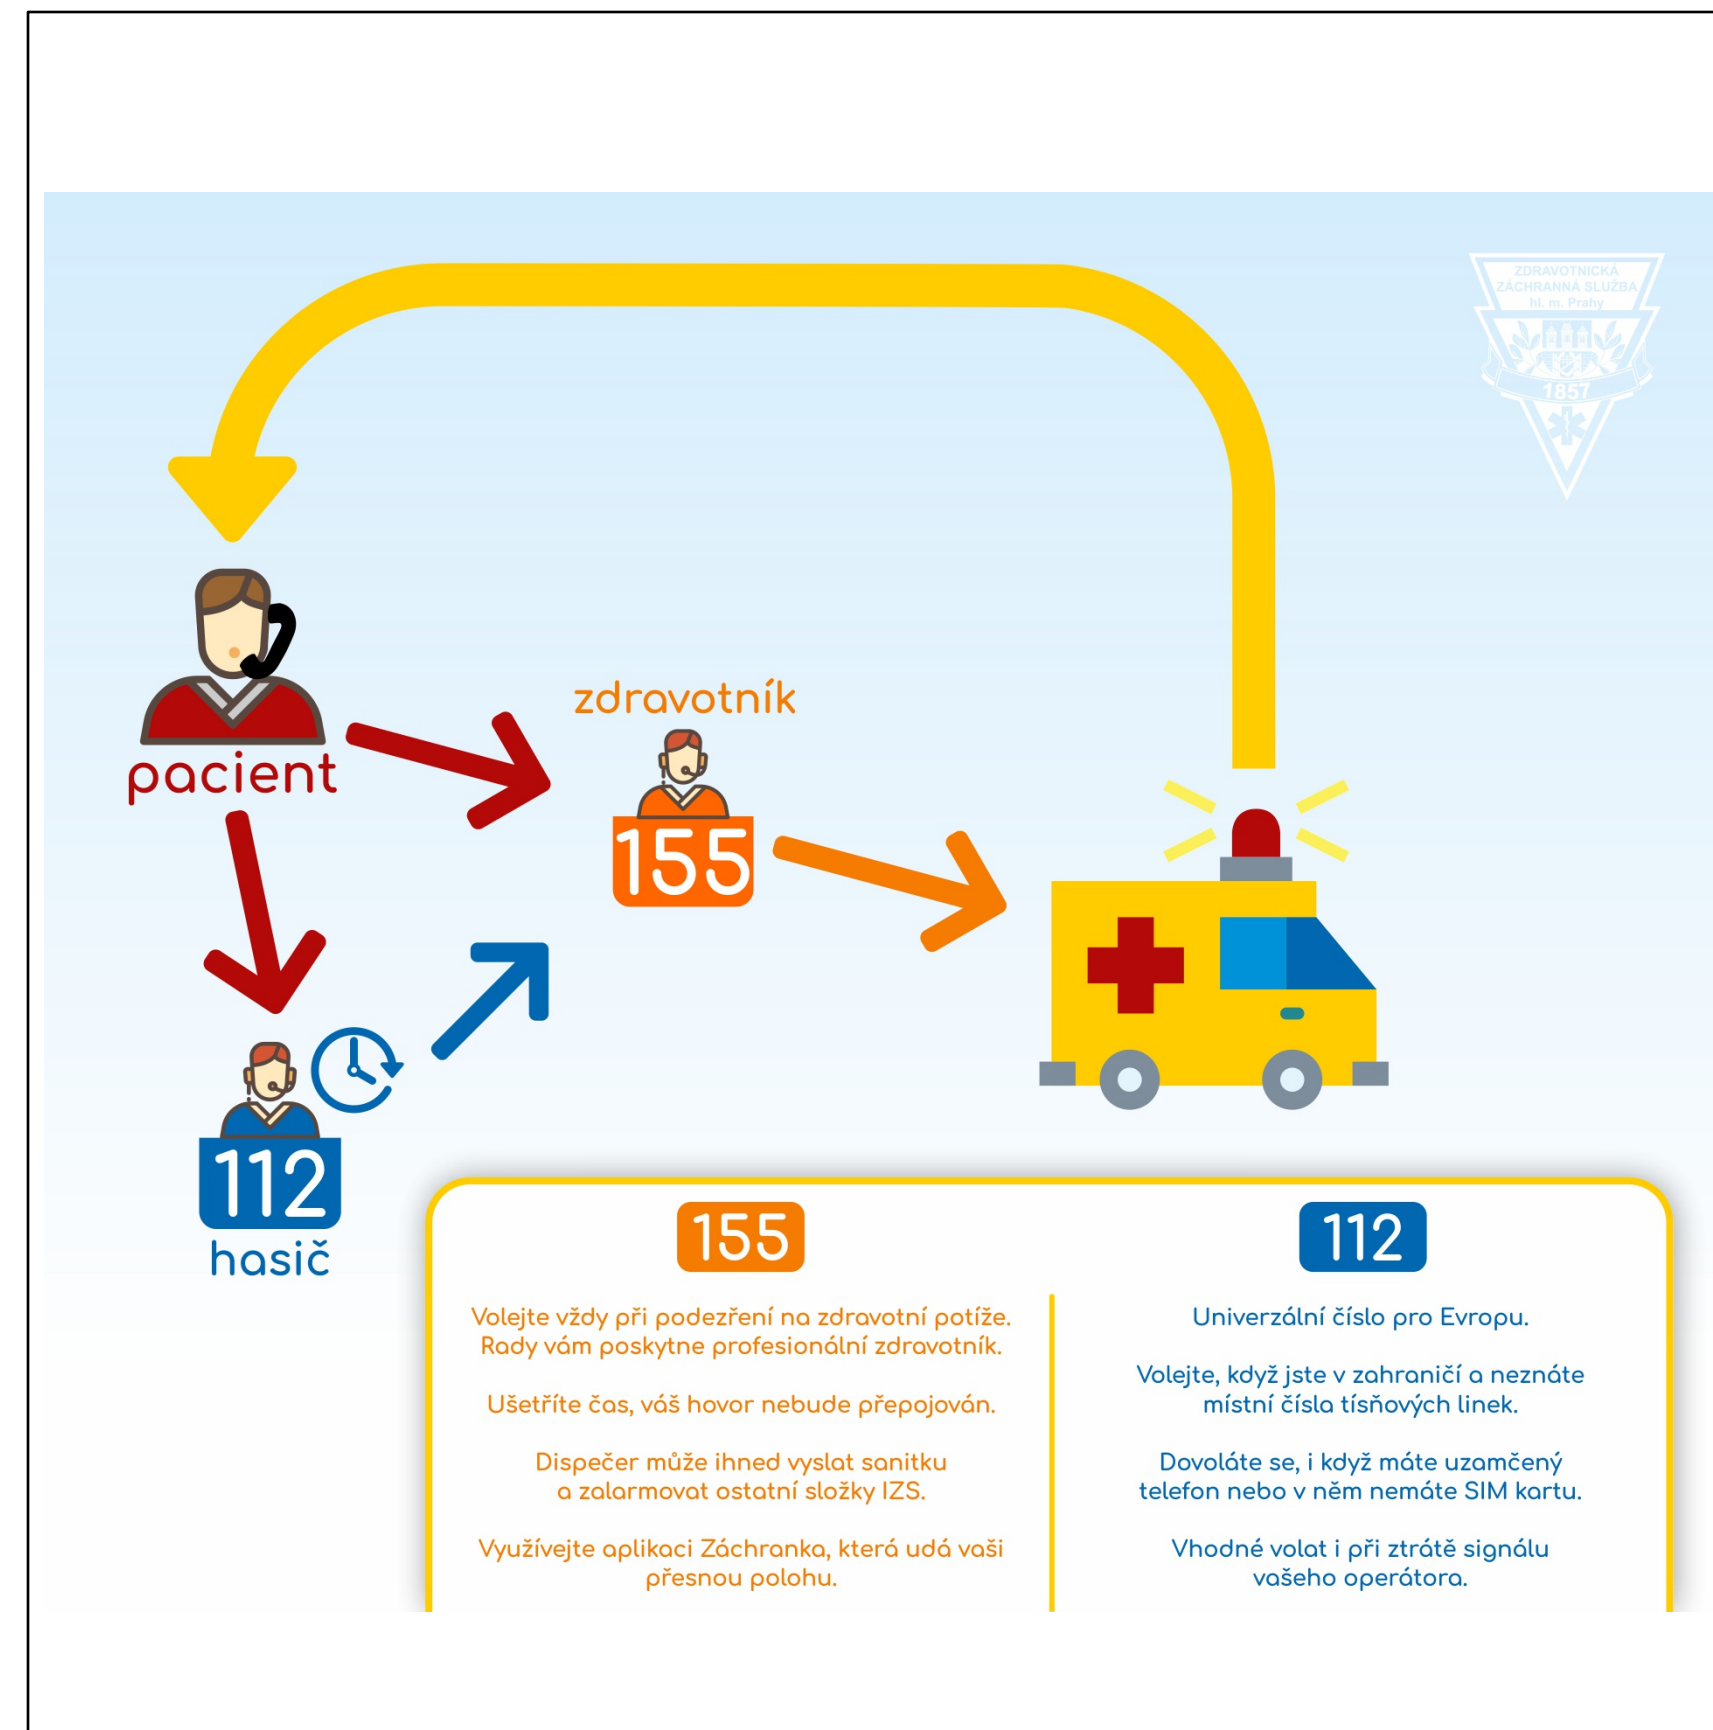 ZDRAVOTNICKÁ
ZÁCHRANNÁ SLUŽBA
hl. m. Prahy
1857
pacient
zdravotník
155
112
hasič
155
Volejte vždy při podezření na zdravotní potíže.
Rady vám poskytne profesionální zdravotník.
Ušetříte čas, váš hovor nebude přepojován.
Dispečer může ihned vyslat sanitku
a zalarmovat ostatní složky IZS.
Využívejte aplikaci Záchranka, která udá vaši
přesnou polohu.
112
Univerzální číslo pro Evropu.
Volejte, když jste v zahraničí a neznáte
místní čísla tísňových linek.
Dovoláte se, i když máte uzamčený
telefon nebo v něm nemáte SIM kartu.
Vhodné volat i při ztrátě signálu
vašeho operátora.